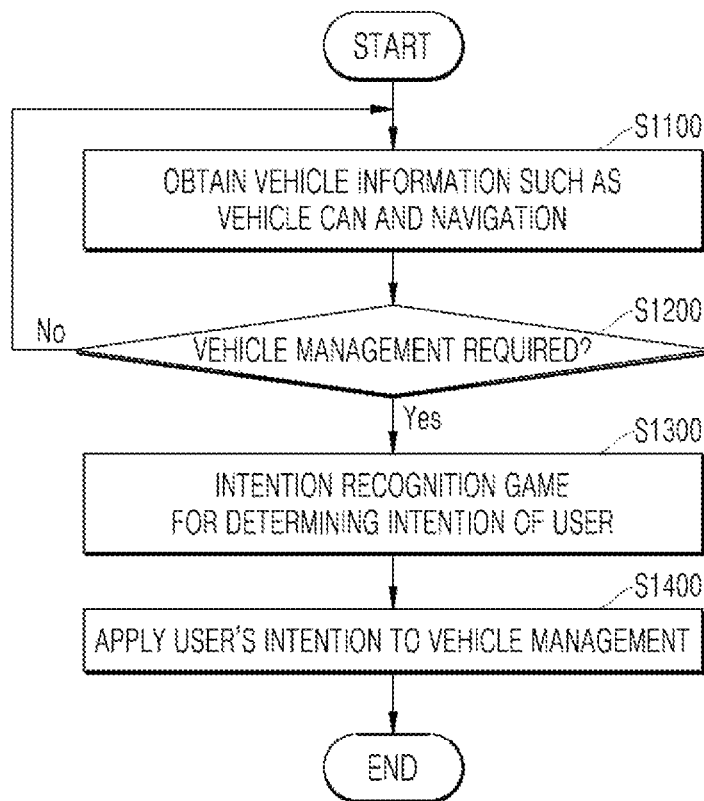 START
S1100
OBTAIN VEHICLE INFORMATION SUCH AS
VEHICLE CAN AND NAVIGATION
S1200
No
VEHICLE MANAGEMENT REQUIRED?
Yes
S1300
INTENTION RECOGNITION GAME
FOR DETERMINING INTENTION OF USER
S1400
APPLY USER'S INTENTION TO VEHICLE MANAGEMENT
END